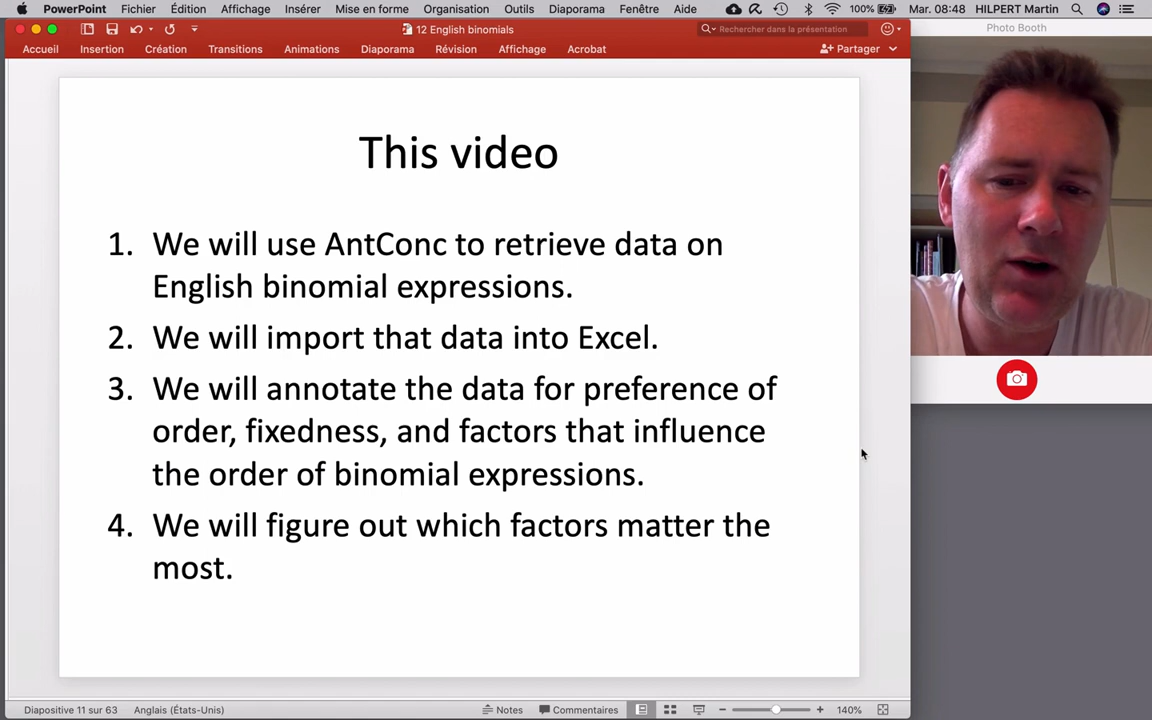 PowerPoint Fichier Édition Affichage Insérer Mise en forme Organisation Outils Diaporama Fenêtre Aide 100% Mar. 08:48 HILPERT Martin
12 English binomials
Rechercher dans la présentation
Photo Booth
Accueil Insertion Création Transitions Animations Diaporama Révision Affichage Acrobat Partager
This video
1. We will use AntConc to retrieve data on
English binomial expressions.
2. We will import that data into Excel.
3. We will annotate the data for preference of
order, fixedness, and factors that influence
the order of binomial expressions.
4. We will figure out which factors matter the
most.
Diapositive 11 sur 63 Anglais (États-Unis) Notes Commentaires 140%